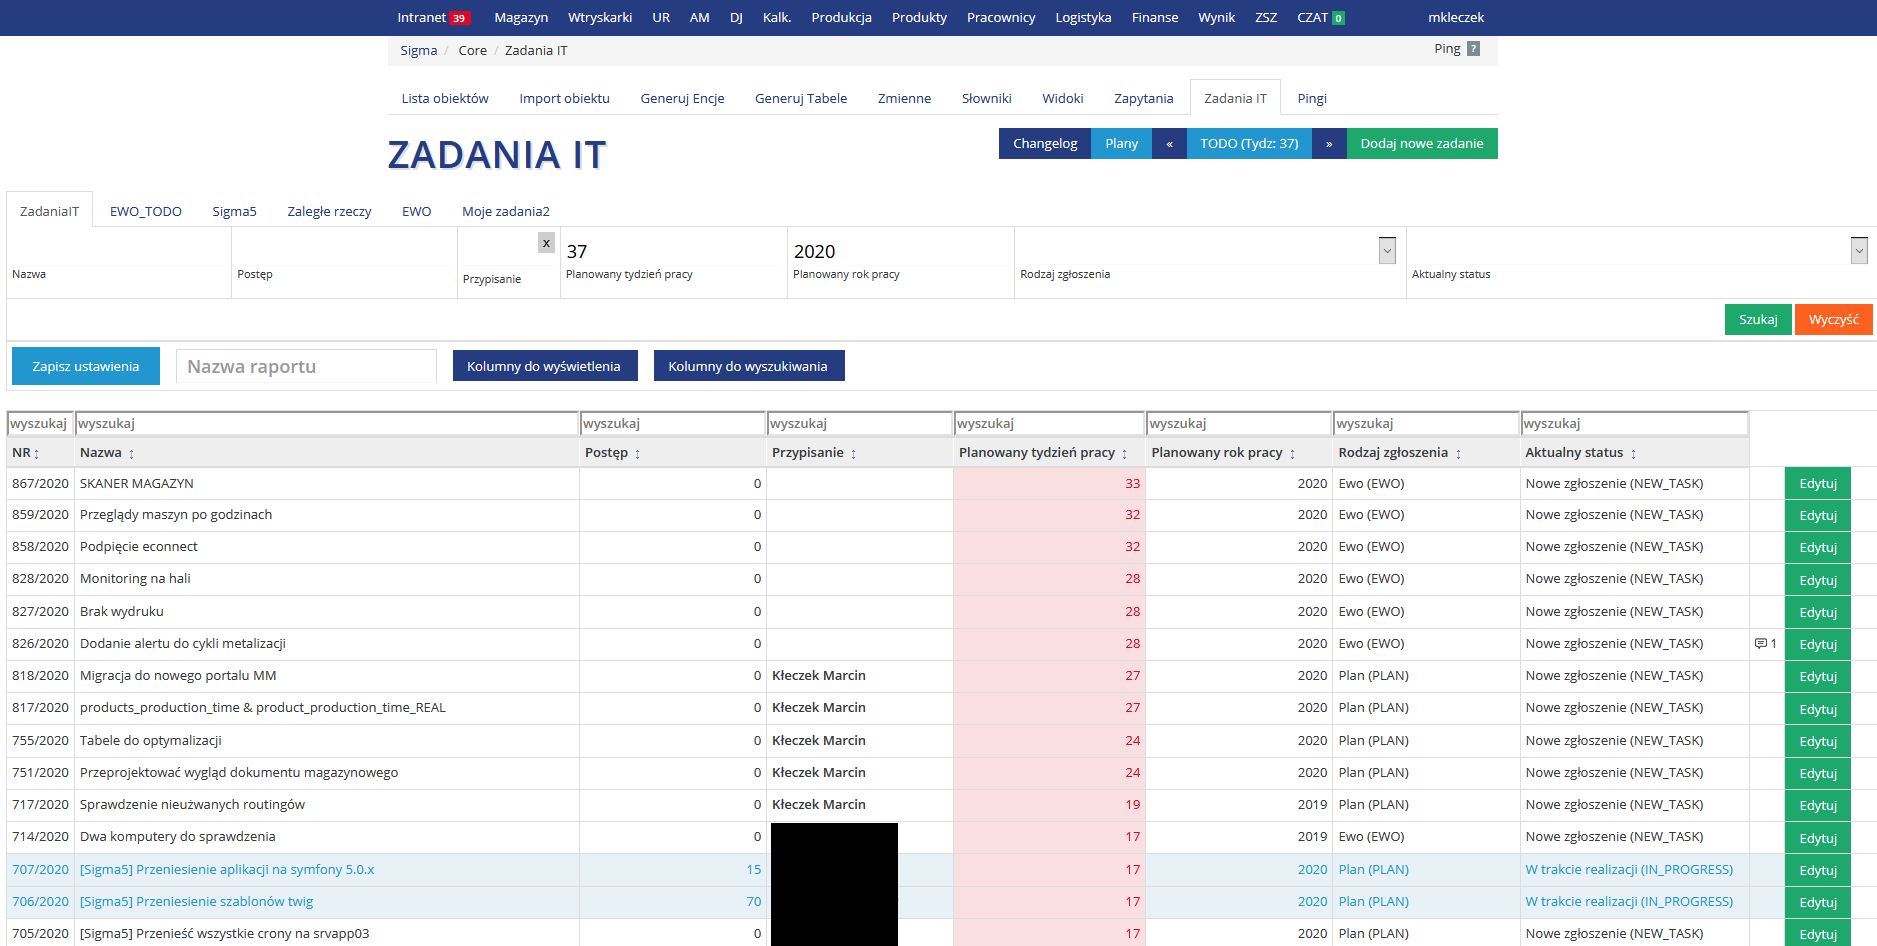 Intranet 39 Magazyn Wtryskarki UR AM DJ Kalk. Produkcja Produkty Pracownicy Logistyka Finanse Wynik ZSZ CZAT 0 mkleczek
Sigma / Core / Zadania IT Ping ?
Lista obiektów Import obiektu Generuj Encje Generuj Tabele Zmienne Słowniki Widoki Zapytania Zadania IT Pingi
ZADANIA IT Changelog Plany « TODO (Tydz: 37) » Dodaj nowe zadanie
ZadaniaIT EWO_TODO Sigma5 Zaległe rzeczy EWO Moje zadania2
x 37 2020
Nazwa Postęp Przypisanie Planowany tydzień pracy Planowany rok pracy Rodzaj zgłoszenia Aktualny status
Szukaj Wyczyść
Zapisz ustawienia Nazwa raportu Kolumny do wyświetlenia Kolumny do wyszukiwania
wyszukaj wyszukaj wyszukaj wyszukaj wyszukaj wyszukaj wyszukaj wyszukaj
NR ↕ Nazwa ↕ Postęp ↕ Przypisanie ↕ Planowany tydzień pracy ↕ Planowany rok pracy ↕ Rodzaj zgłoszenia ↕ Aktualny status ↕
867/2020 SKANER MAGAZYN 0 33 2020 Ewo (EWO) Nowe zgłoszenie (NEW_TASK) Edytuj
859/2020 Przeglądy maszyn po godzinach 0 32 2020 Ewo (EWO) Nowe zgłoszenie (NEW_TASK) Edytuj
858/2020 Podpięcie econnect 0 32 2020 Ewo (EWO) Nowe zgłoszenie (NEW_TASK) Edytuj
828/2020 Monitoring na hali 0 28 2020 Ewo (EWO) Nowe zgłoszenie (NEW_TASK) Edytuj
827/2020 Brak wydruku 0 28 2020 Ewo (EWO) Nowe zgłoszenie (NEW_TASK) Edytuj
826/2020 Dodanie alertu do cykli metalizacji 0 28 2020 Ewo (EWO) Nowe zgłoszenie (NEW_TASK) 1 Edytuj
818/2020 Migracja do nowego portalu MM 0 Kłeczek Marcin 27 2020 Plan (PLAN) Nowe zgłoszenie (NEW_TASK) Edytuj
817/2020 products_production_time & product_production_time_REAL 0 Kłeczek Marcin 27 2020 Plan (PLAN) Nowe zgłoszenie (NEW_TASK) Edytuj
755/2020 Tabele do optymalizacji 0 Kłeczek Marcin 24 2020 Plan (PLAN) Nowe zgłoszenie (NEW_TASK) Edytuj
751/2020 Przeprojektować wygląd dokumentu magazynowego 0 Kłeczek Marcin 24 2020 Plan (PLAN) Nowe zgłoszenie (NEW_TASK) Edytuj
717/2020 Sprawdzenie nieużwanych routingów 0 Kłeczek Marcin 19 2019 Plan (PLAN) Nowe zgłoszenie (NEW_TASK) Edytuj
714/2020 Dwa komputery do sprawdzenia 0 17 2019 Ewo (EWO) Nowe zgłoszenie (NEW_TASK) Edytuj
707/2020 [Sigma5] Przeniesienie aplikacji na symfony 5.0.x 15 17 2020 Plan (PLAN) W trakcie realizacji (IN_PROGRESS) Edytuj
706/2020 [Sigma5] Przeniesienie szablonów twig 70 17 2020 Plan (PLAN) W trakcie realizacji (IN_PROGRESS) Edytuj
705/2020 [Sigma5] Przenieść wszystkie crony na srvapp03 0 17 2020 Plan (PLAN) Nowe zgłoszenie (NEW_TASK) Edytuj